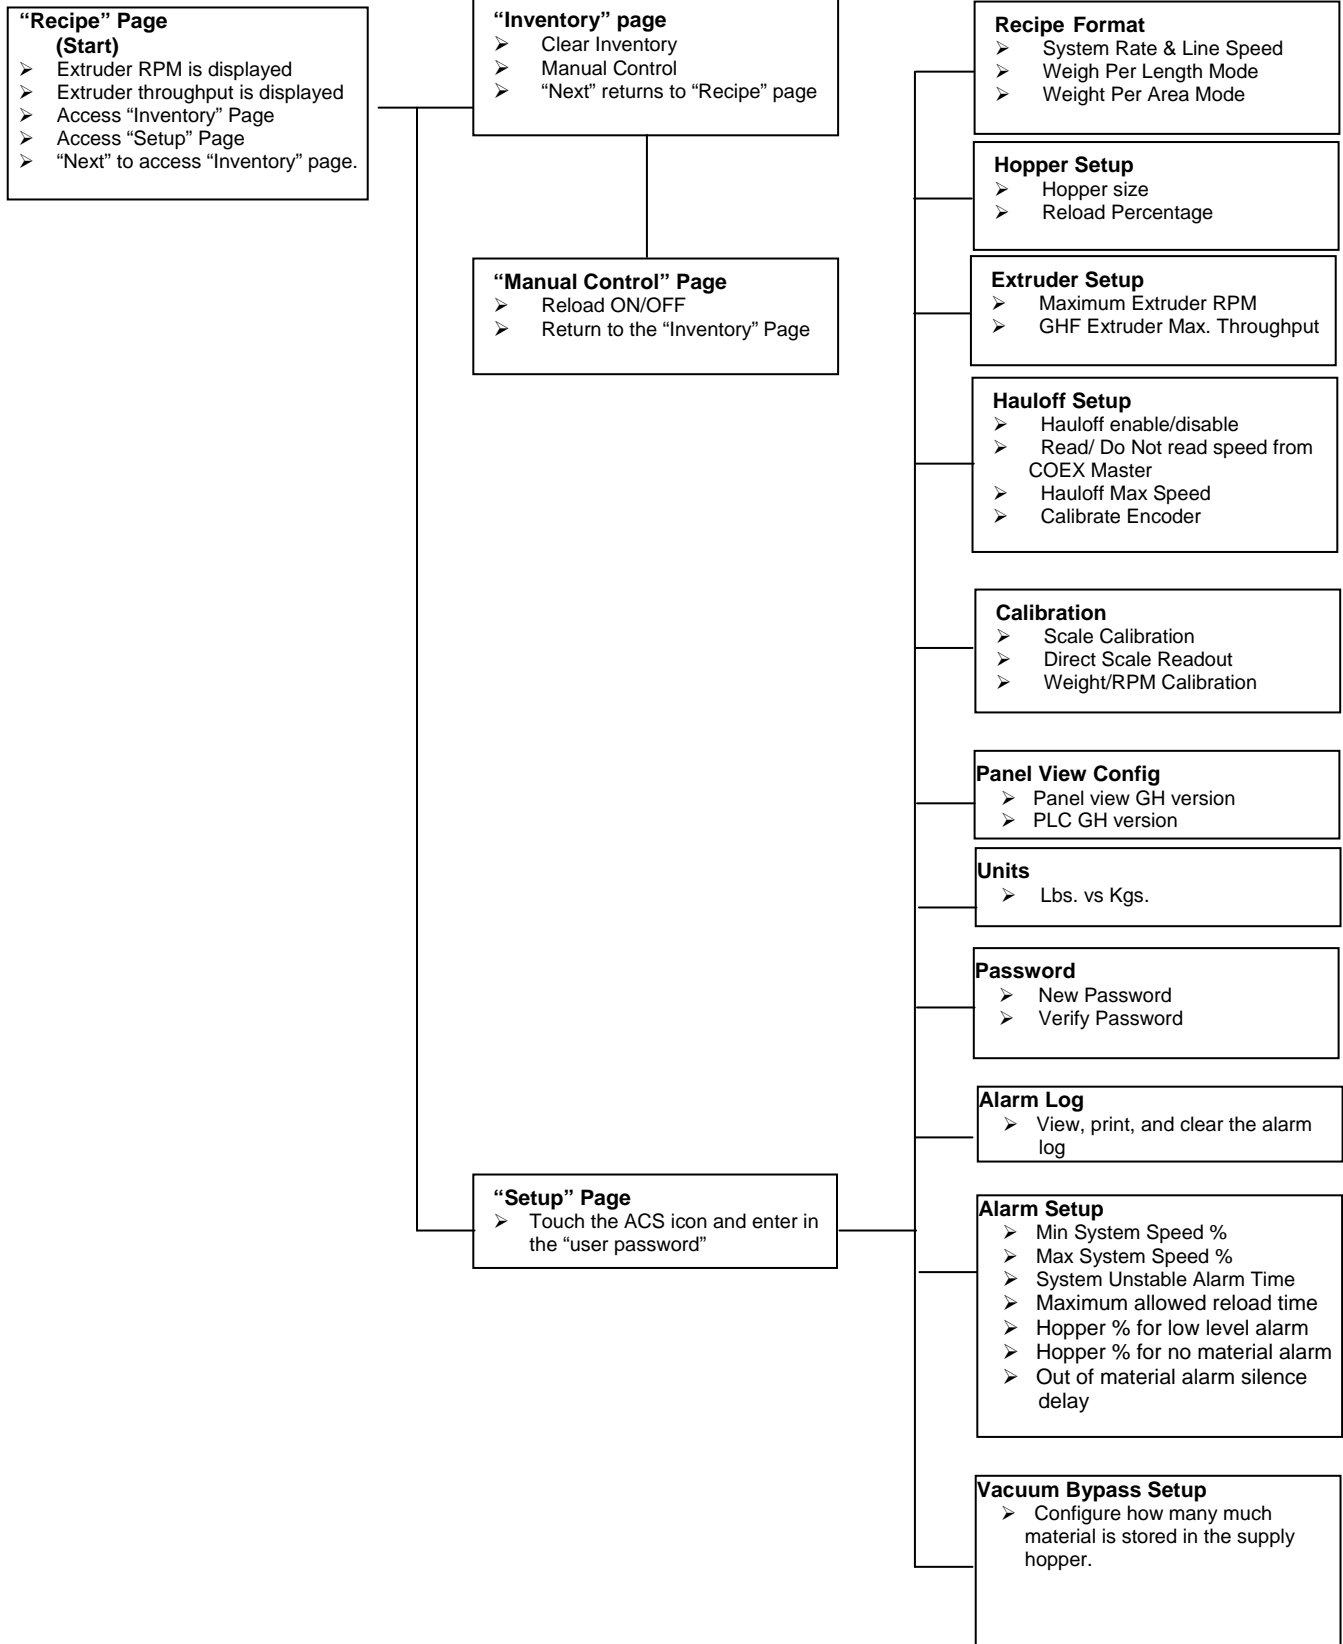 “Recipe” Page
(Start)
➢ Extruder RPM is displayed
➢ Extruder throughput is displayed
➢ Access “Inventory” Page
➢ Access “Setup” Page
➢ “Next” to access “Inventory” page.
“Inventory” page
➢ Clear Inventory
➢ Manual Control
➢ “Next” returns to “Recipe” page
“Manual Control” Page
➢ Reload ON/OFF
➢ Return to the “Inventory” Page
“Setup” Page
➢ Touch the ACS icon and enter in
the “user password”
Recipe Format
➢ System Rate & Line Speed
➢ Weigh Per Length Mode
➢ Weight Per Area Mode
Hopper Setup
➢ Hopper size
➢ Reload Percentage
Extruder Setup
➢ Maximum Extruder RPM
➢ GHF Extruder Max. Throughput
Hauloff Setup
➢ Hauloff enable/disable
➢ Read/ Do Not read speed from
COEX Master
➢ Hauloff Max Speed
➢ Calibrate Encoder
Calibration
➢ Scale Calibration
➢ Direct Scale Readout
➢ Weight/RPM Calibration
Panel View Config
➢ Panel view GH version
➢ PLC GH version
Units
➢ Lbs. vs Kgs.
Password
➢ New Password
➢ Verify Password
Alarm Log
➢ View, print, and clear the alarm
log
Alarm Setup
➢ Min System Speed %
➢ Max System Speed %
➢ System Unstable Alarm Time
➢ Maximum allowed reload time
➢ Hopper % for low level alarm
➢ Hopper % for no material alarm
➢ Out of material alarm silence
delay
Vacuum Bypass Setup
➢ Configure how many much
material is stored in the supply
hopper.